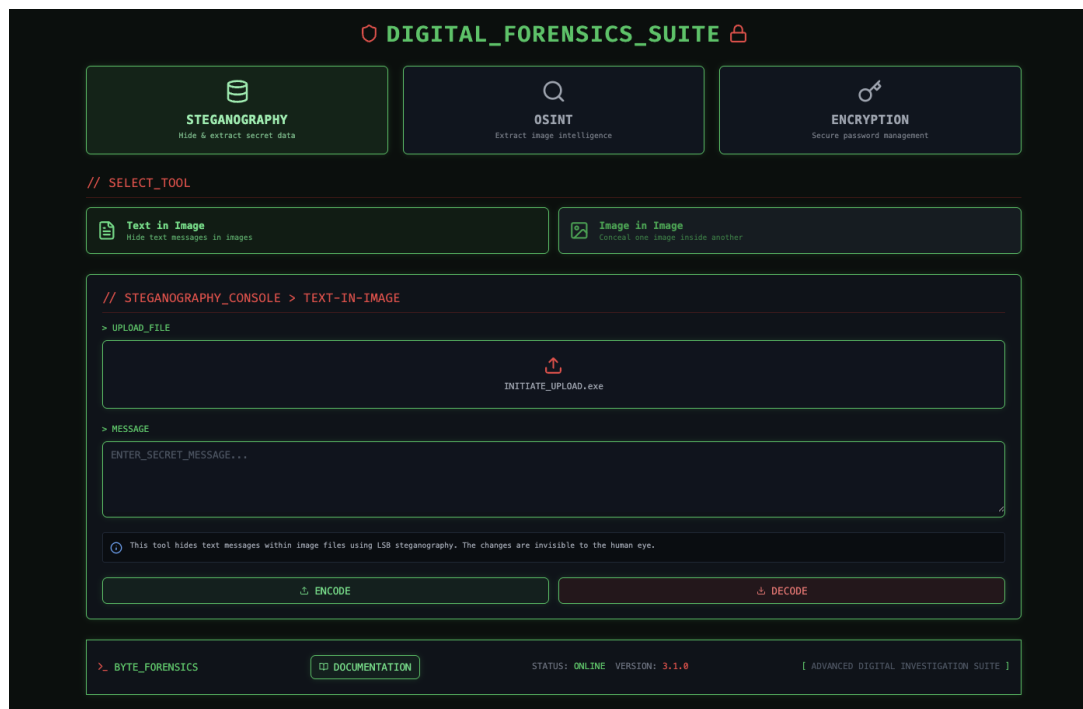 DIGITAL_FORENSICS_SUITE
STEGANOGRAPHY
Hide & extract secret data
OSINT
Extract image intelligence
ENCRYPTION
Secure password management
// SELECT_TOOL
Text in Image
Hide text messages in images
Image in Image
Conceal one image inside another
// STEGANOGRAPHY_CONSOLE > TEXT-IN-IMAGE
> UPLOAD_FILE
INITIATE_UPLOAD.exe
> MESSAGE
ENTER_SECRET_MESSAGE...
This tool hides text messages within image files using LSB steganography. The changes are invisible to the human eye.
ENCODE
DECODE
>_ BYTE_FORENSICS
DOCUMENTATION
STATUS: ONLINE VERSION: 3.1.0
[ ADVANCED DIGITAL INVESTIGATION SUITE ]